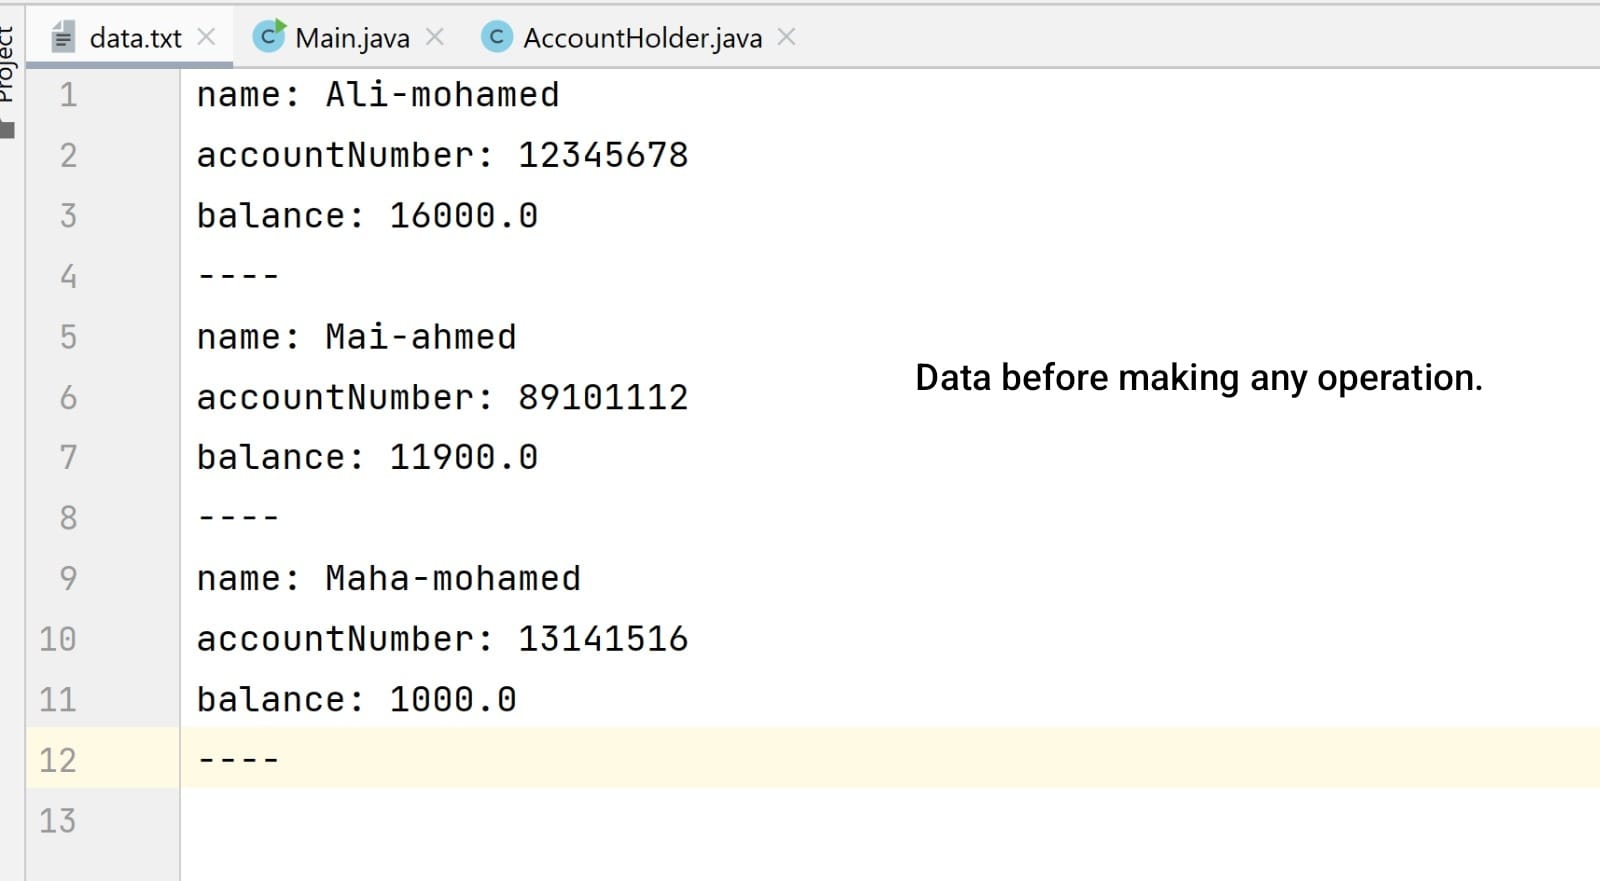 Project
data.txt Main.java AccountHolder.java
1 name: Ali-mohamed
2 accountNumber: 12345678
3 balance: 16000.0
4 ----
5 name: Mai-ahmed
6 accountNumber: 89101112
7 balance: 11900.0
8 ----
9 name: Maha-mohamed
10 accountNumber: 13141516
11 balance: 1000.0
12 ----
13
Data before making any operation.